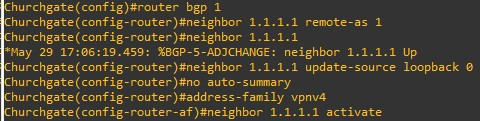 Churchgate(config)#router bgp 1
Churchgate(config-router)#neighbor 1.1.1.1 remote-as 1
Churchgate(config-router)#neighbor 1.1.1.1
*May 29 17:06:19.459: %BGP-5-ADJCHANGE: neighbor 1.1.1.1 Up
Churchgate(config-router)#neighbor 1.1.1.1 update-source loopback 0
Churchgate(config-router)#no auto-summary
Churchgate(config-router)#address-family vpnv4
Churchgate(config-router-af)#neighbor 1.1.1.1 activate